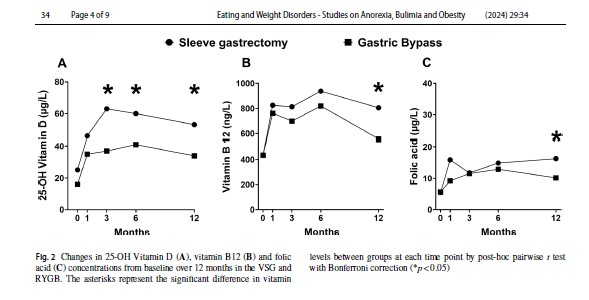 34 Page 4 of 9 Eating and Weight Disorders - Studies on Anorexia, Bulimia and Obesity (2024) 29:34
Sleeve gastrectomy Gastric Bypass
A
25-OH Vitamin D (µg/L)
80
60
40
20
0
* * *
0 1 3 6 12
Months
B
Vitamin B 12 (ng/L)
1000
800
600
400
200
0
*
0 1 3 6 12
Months
C
Folic acid (µg/L)
40
30
20
10
0
*
0 1 3 6 12
Months
Fig. 2 Changes in 25-OH Vitamin D (A), vitamin B12 (B) and folic
acid (C) concentrations from baseline over 12 months in the VSG and
RYGB. The asterisks represent the significant difference in vitamin
levels between groups at each time point by post-hoc pairwise t test
with Bonferroni correction (*p<0.05)